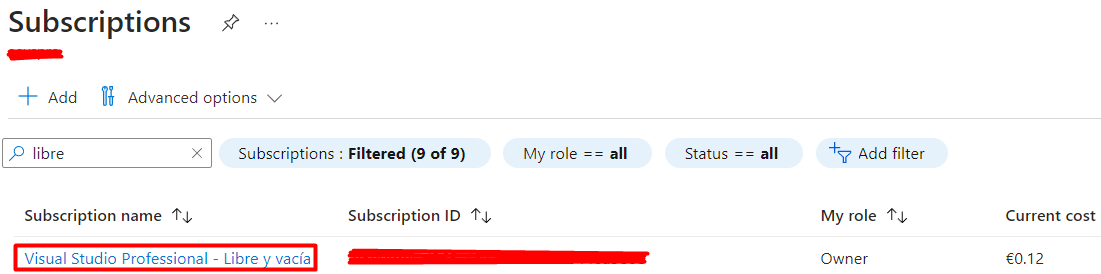 Subscriptions
Add Advanced options
libre Subscriptions : Filtered (9 of 9) My role == all Status == all Add filter
Subscription name Subscription ID My role Current cost
Visual Studio Professional - Libre y vacía Owner €0.12